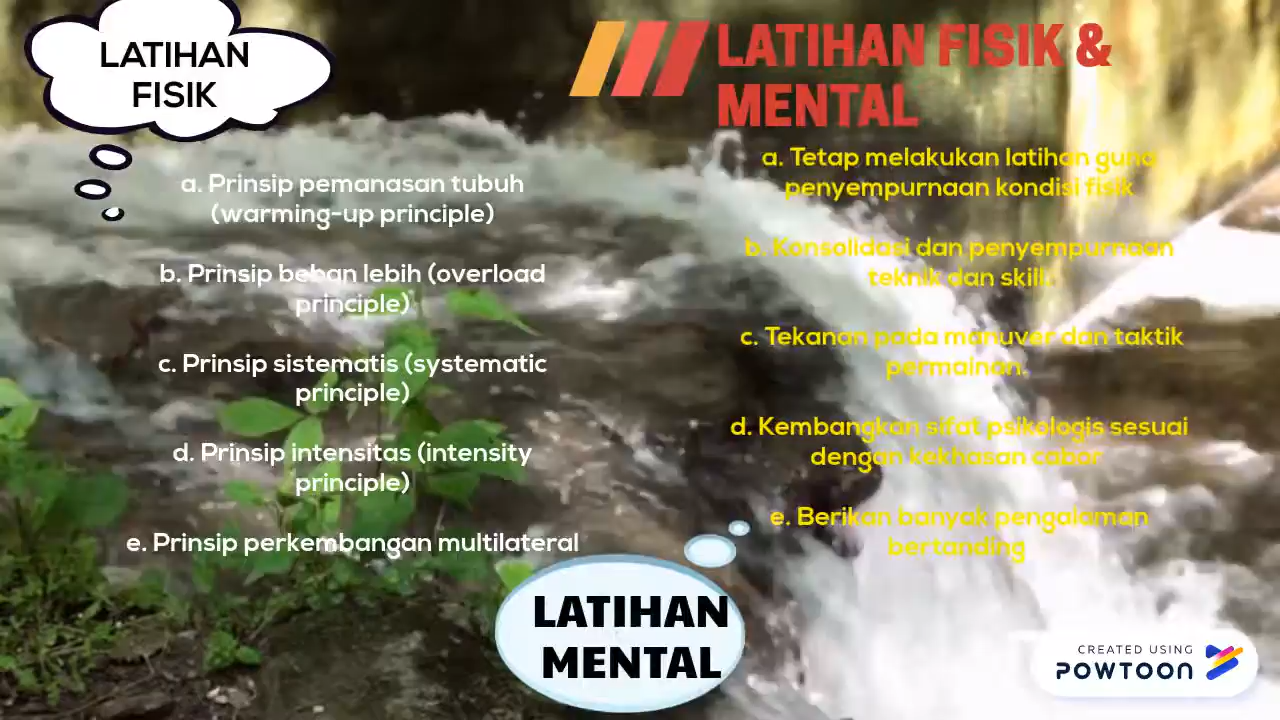 LATIHAN
FISIK
a. Prinsip pemanasan tubuh
(warming-up principle)
b. Prinsip beban lebih (overload
principle)
c. Prinsip sistematis (systematic
principle)
d. Prinsip intensitas (intensity
principle)
e. Prinsip perkembangan multilateral
LATIHAN FISIK &
MENTAL
a. Tetap melakukan latihan guna
penyempurnaan kondisi fisik
b. Konsolidasi dan penyempurnaan
teknik dan skill.
c. Tekanan pada manuver dan taktik
permainan.
d. Kembangkan sifat psikologis sesuai
dengan kekhasan cabor
e. Berikan banyak pengalaman
bertanding
LATIHAN
MENTAL
CREATED USING
POWTOON